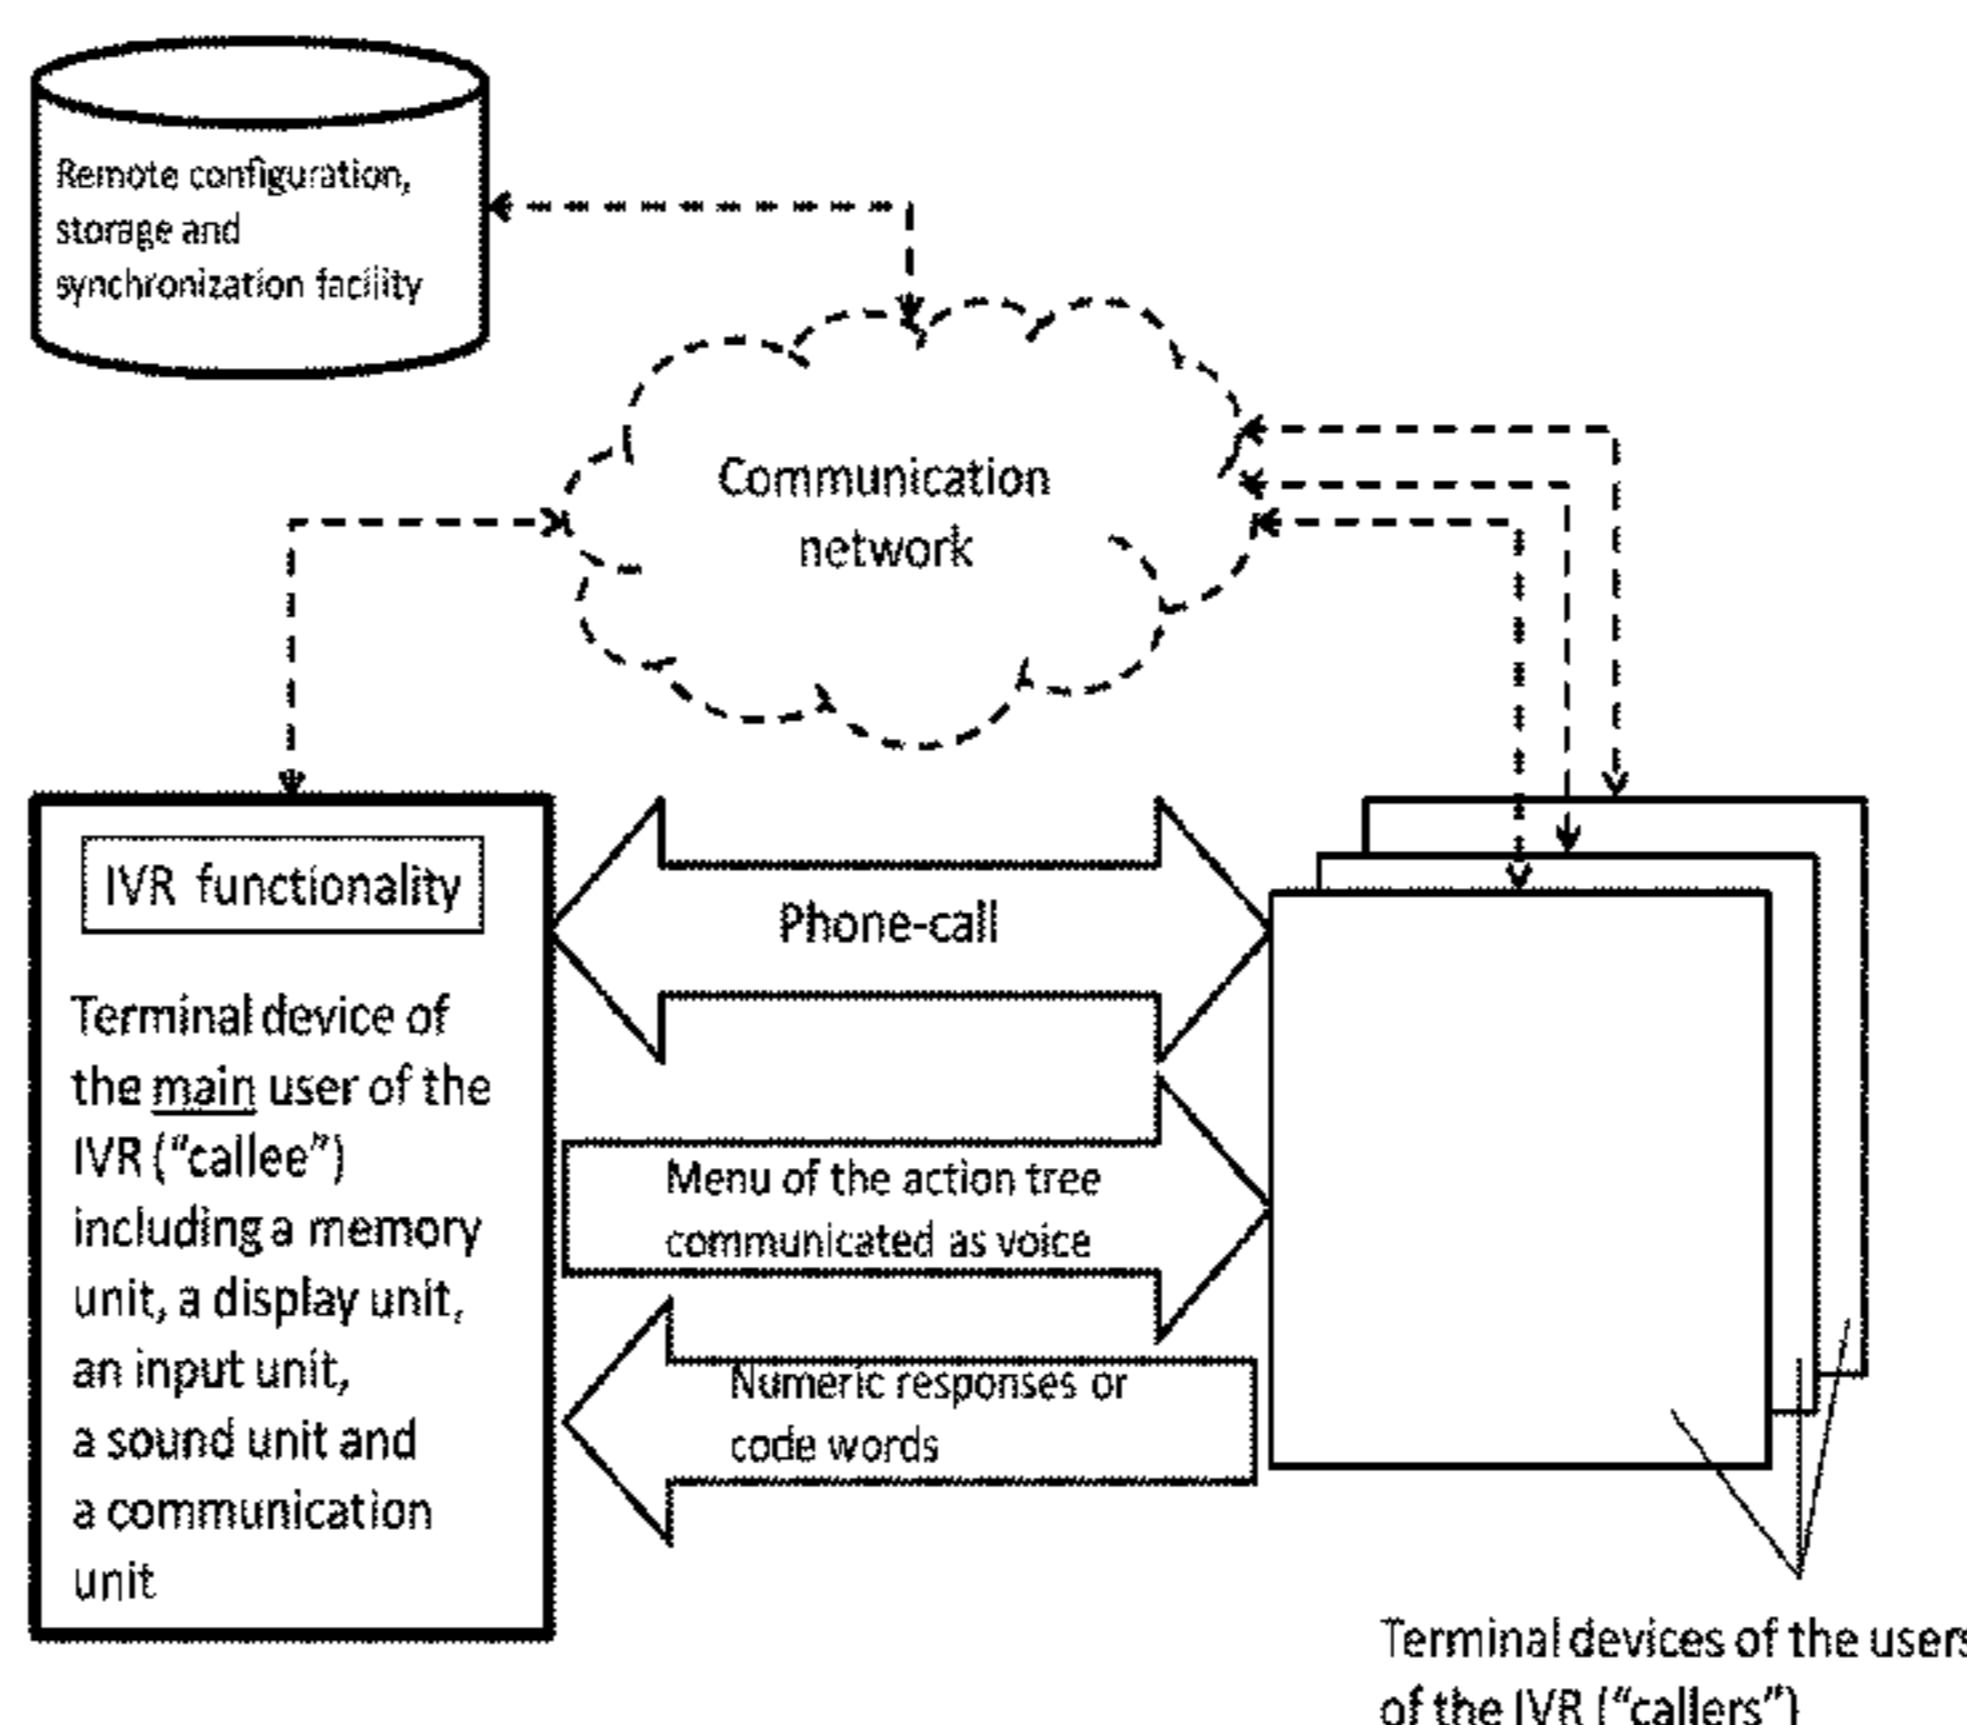 Remote configuration,
storage and
synchronization facility
Communication
network
IVR functionality
Terminal device of
the main user of the
IVR (“callee”)
including a memory
unit, a display unit,
an input unit,
a sound unit and
a communication
unit
Phone-call
Menu of the action tree
communicated as voice
Numeric responses or
code words
Terminal devices of the users
of the IVR (“callers”)